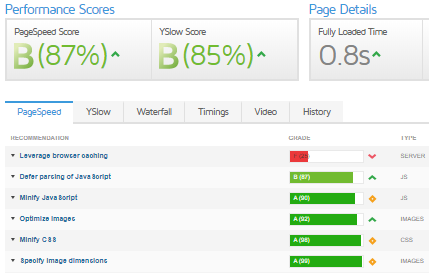 Performance Scores
Page Details
PageSpeed Score
YSlow Score
Fully Loaded Time
B (87%)
B (85%)
0.8s
PageSpeed
YSlow
Waterfall
Timings
Video
History
RECOMMENDATION
GRADE
TYPE
Leverage browser caching
SERVER
Defer parsing of JavaScript
B (87)
JS
Minify JavaScript
A (90)
JS
Optimize images
A (92)
IMAGES
Minify CSS
A (98)
CSS
Specify image dimensions
A (99)
IMAGES